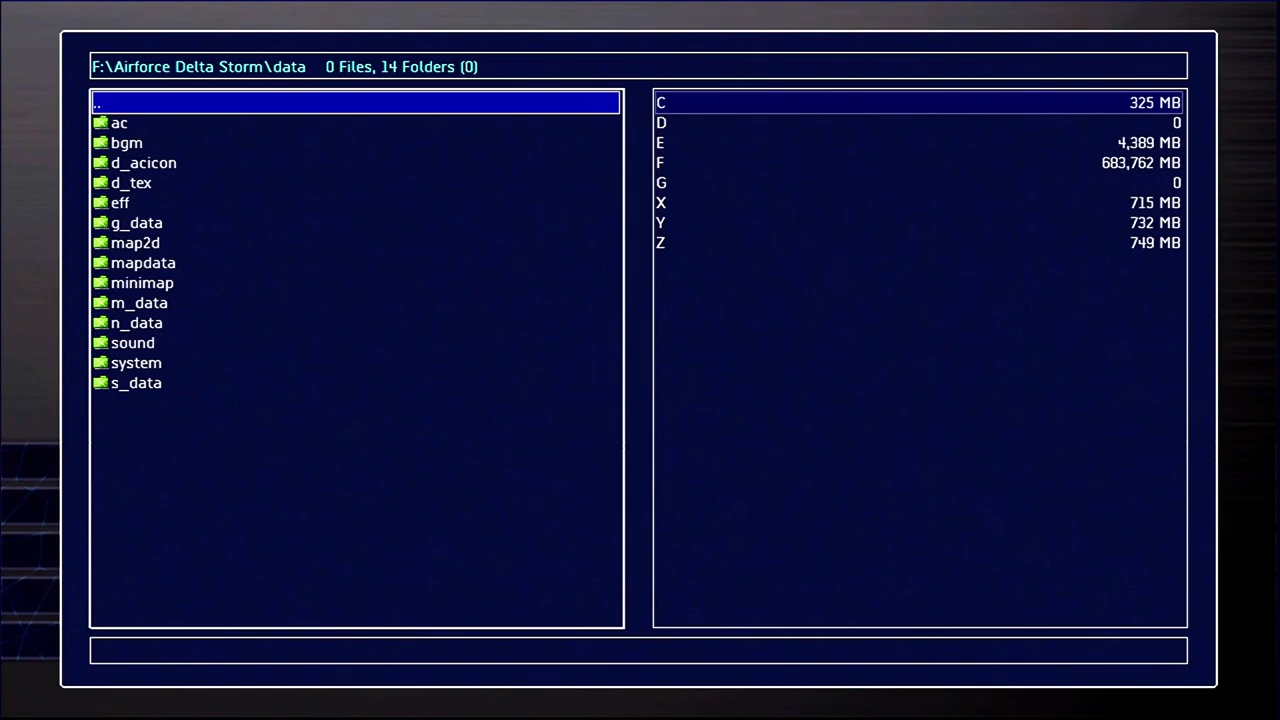 F:\Airforce Delta Storm\data 0 Files, 14 Folders (0)
..
ac
bgm
d_acicon
d_tex
eff
g_data
map2d
mapdata
minimap
m_data
n_data
sound
system
s_data
C 325 MB
D 0
E 4,389 MB
F 683,762 MB
G 0
X 715 MB
Y 732 MB
Z 749 MB